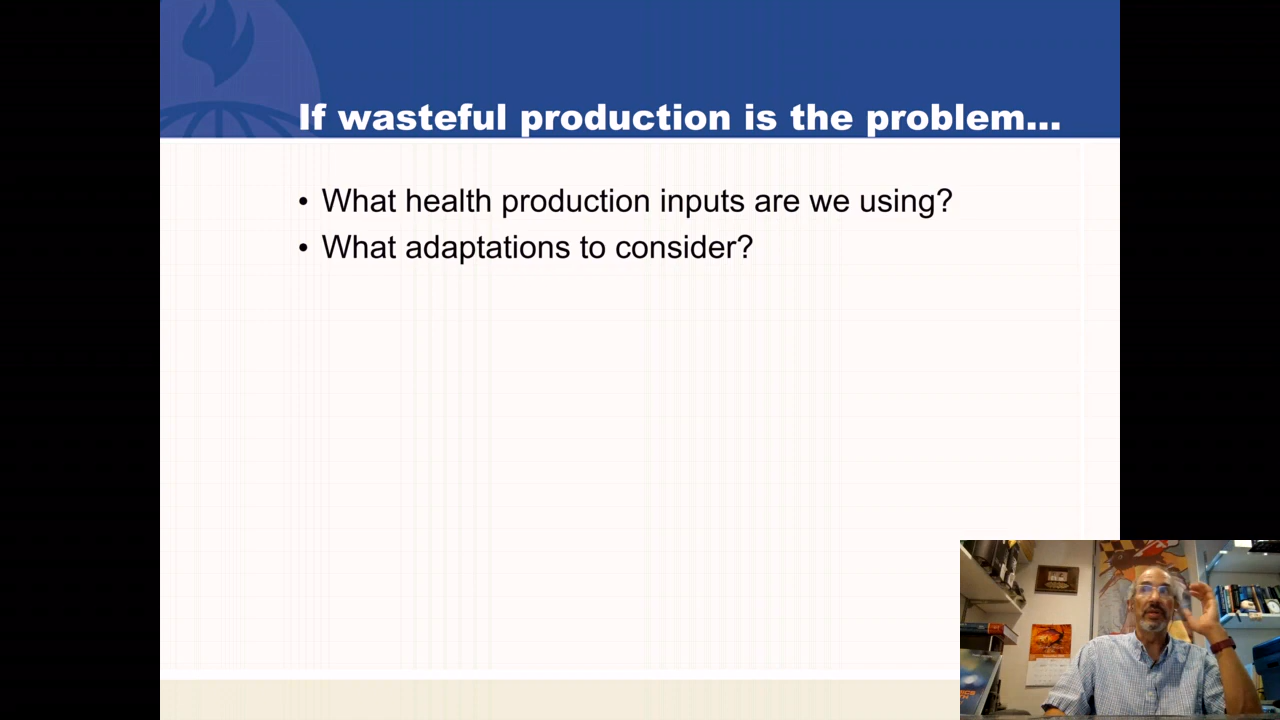 If wasteful production is the problem...
• What health production inputs are we using?
• What adaptations to consider?